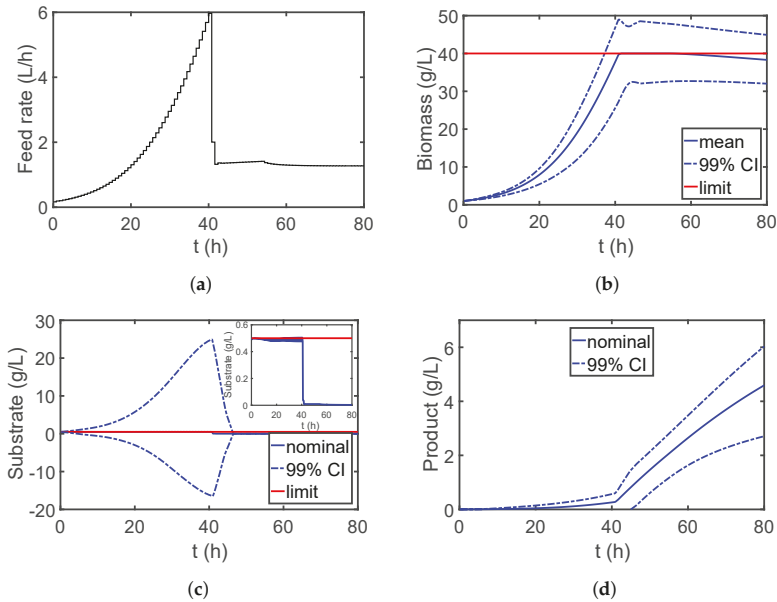 6
4
2
0
0
20
40
60
80
Feed rate (L/h)
t (h)
(a)
50
40
30
20
10
0
0
20
40
60
80
Biomass (g/L)
t (h)
mean
99% CI
limit
(b)
30
20
10
0
-10
-20
0
20
40
60
80
Substrate (g/L)
t (h)
0.6
0.4
0.2
0
0
20
40
60
80
Substrate (g/L)
t (h)
nominal
99% CI
limit
(c)
6
4
2
0
0
20
40
60
80
Product (g/L)
t (h)
nominal
99% CI
(d)